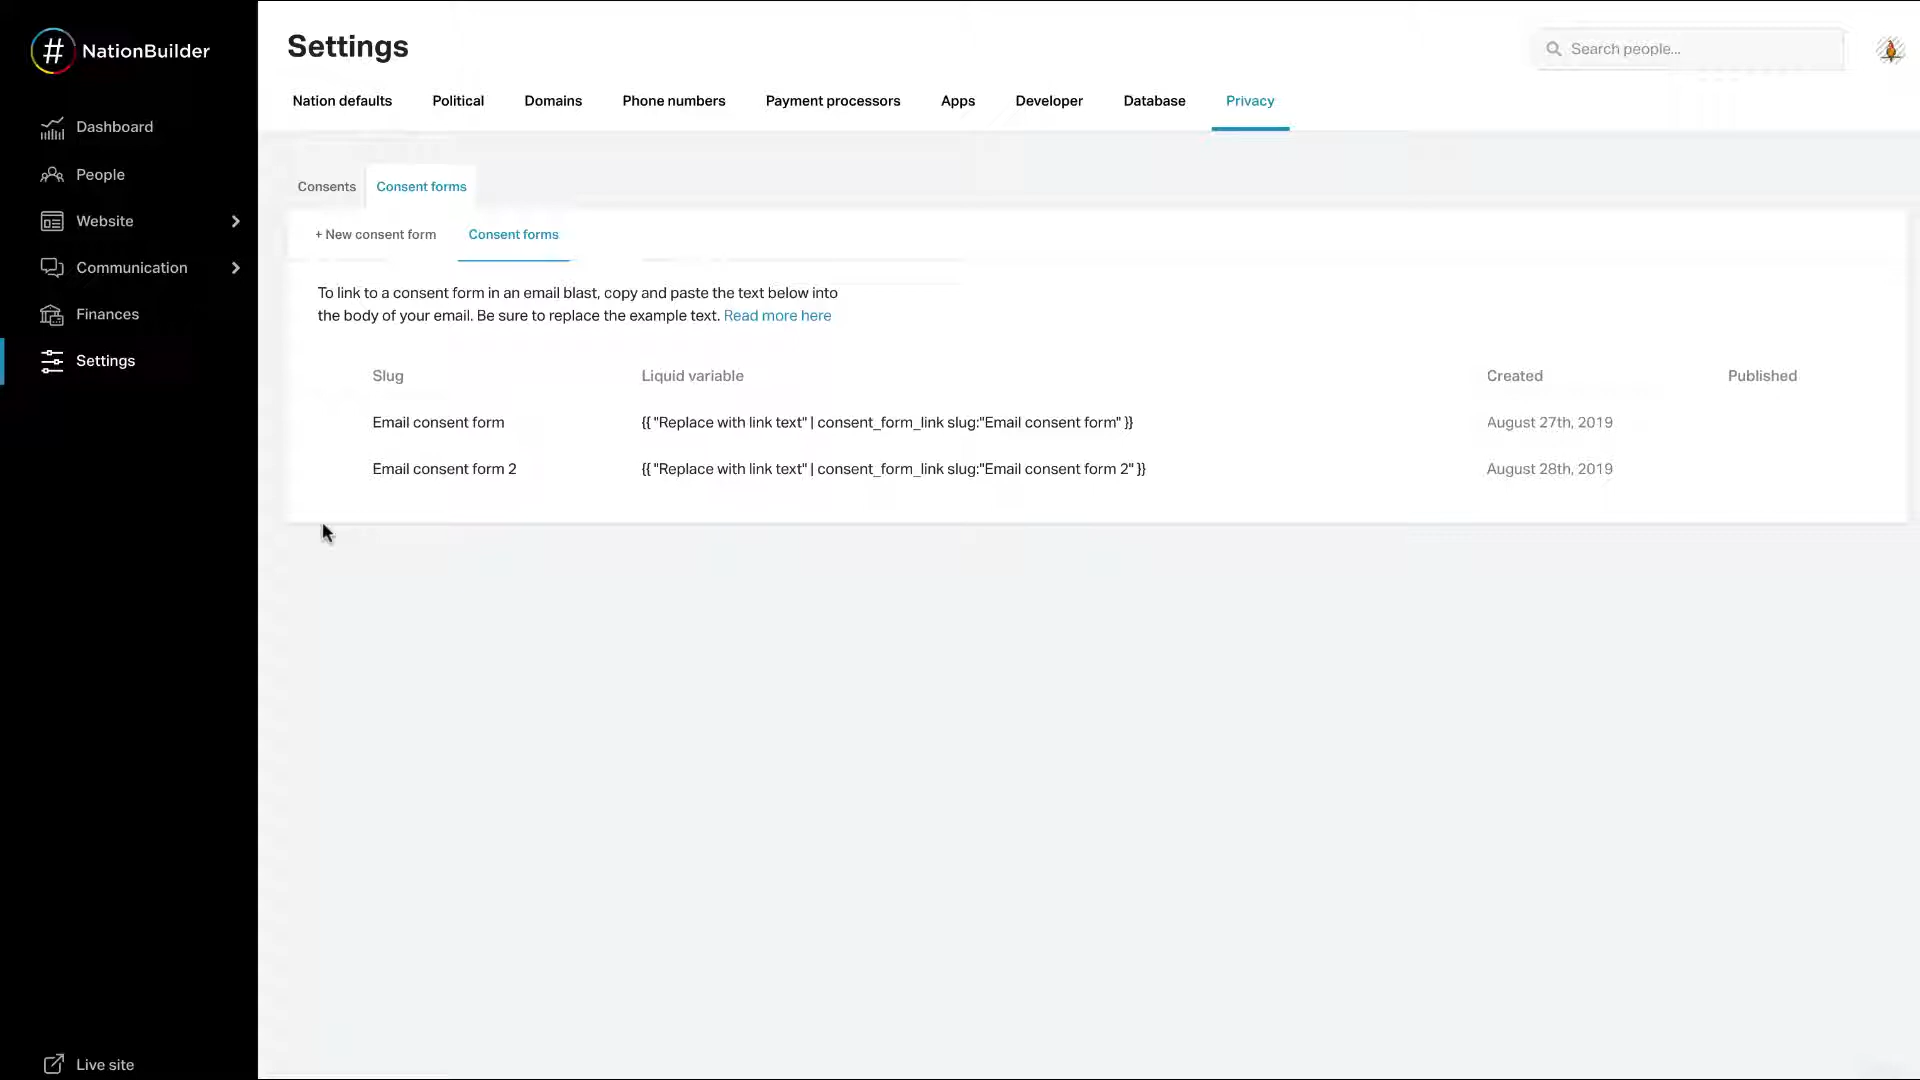 # NationBuilder
Dashboard
People
Website
Communication
Finances
Settings
Live site
Settings
Search people...
Nation defaults Political Domains Phone numbers Payment processors Apps Developer Database Privacy
Consents Consent forms
+ New consent form Consent forms
To link to a consent form in an email blast, copy and paste the text below into
the body of your email. Be sure to replace the example text. Read more here
Slug Liquid variable Created Published
Email consent form {{ "Replace with link text" | consent_form_link slug:"Email consent form" }} August 27th, 2019
Email consent form 2 {{ "Replace with link text" | consent_form_link slug:"Email consent form 2" }} August 28th, 2019